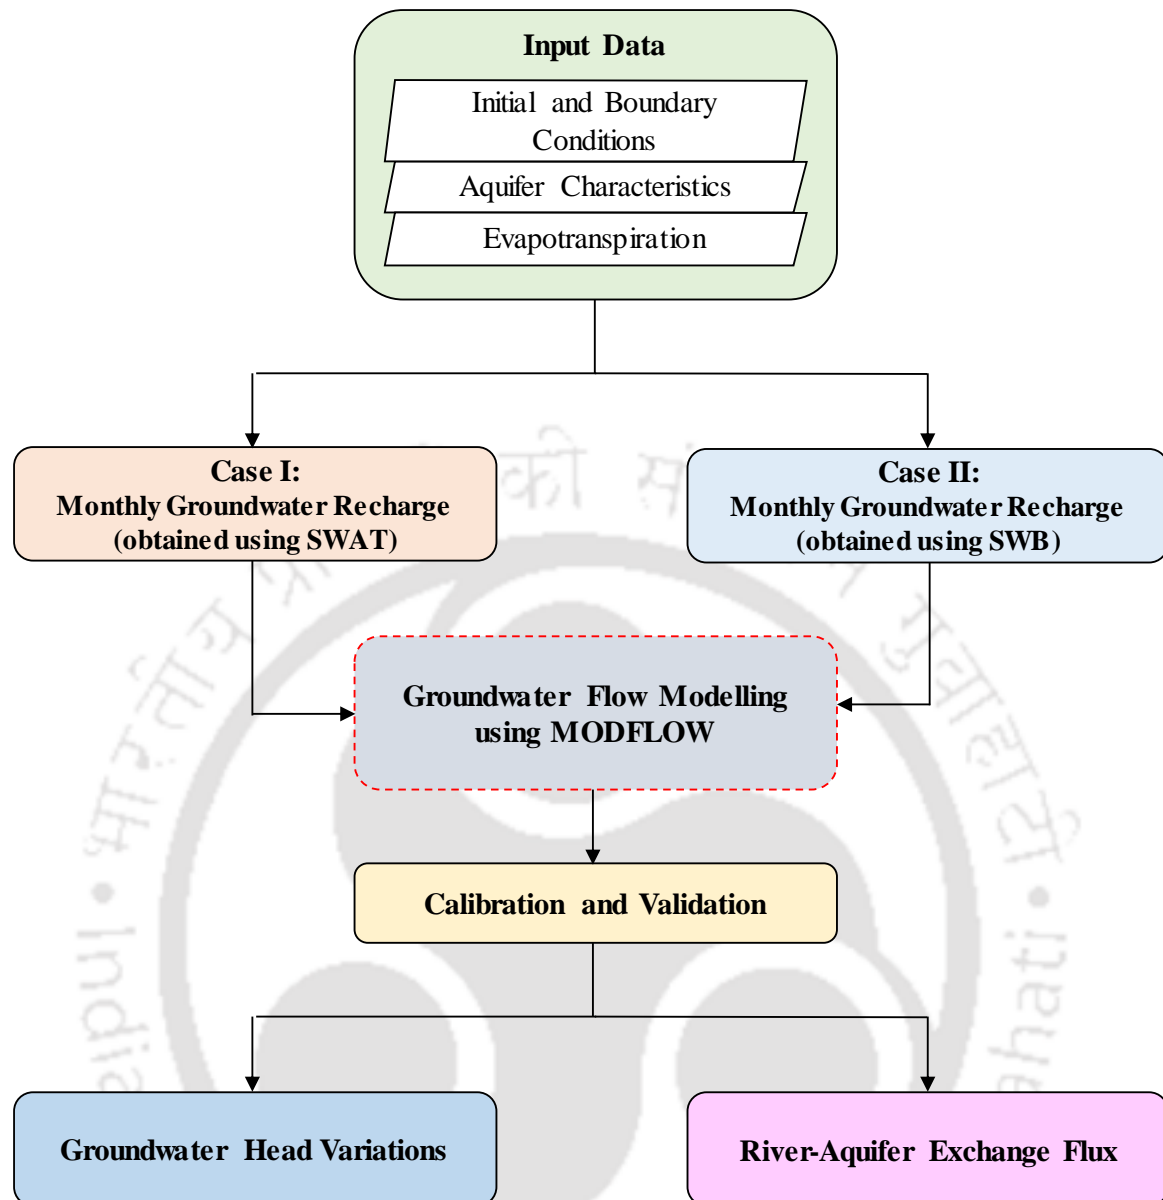 Input Data
Initial and Boundary
Conditions
Aquifer Characteristics
Evapotranspiration
Case I:
Monthly Groundwater Recharge
(obtained using SWAT)
Case II:
Monthly Groundwater Recharge
(obtained using SWB)
Groundwater Flow Modelling
using MODFLOW
Calibration and Validation
Groundwater Head Variations
River-Aquifer Exchange Flux
भारतीय
गुवाहाटी